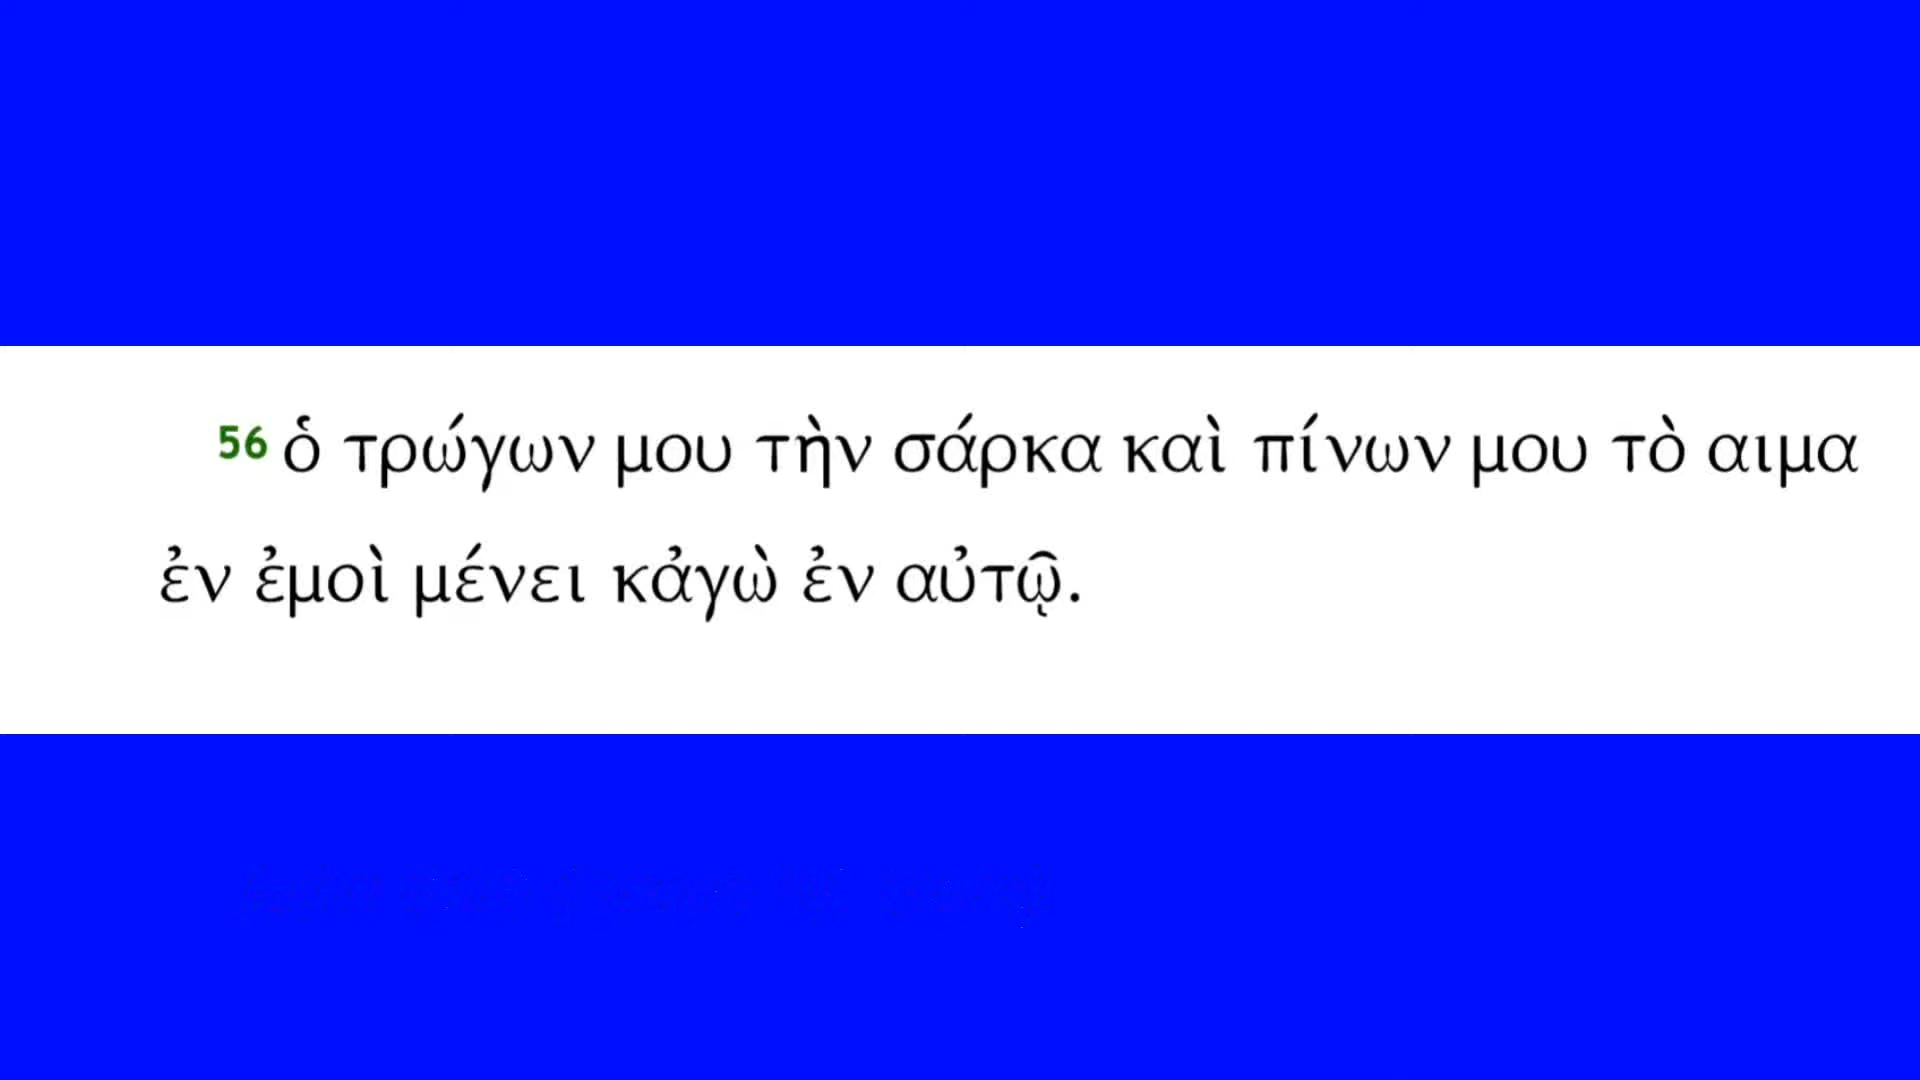 56 ὁ τρώγων μου τὴν σάρκα καὶ πίνων μου τὸ αιμα
ἐν ἐμοὶ μένει κἀγὼ ἐν αὐτῷ.